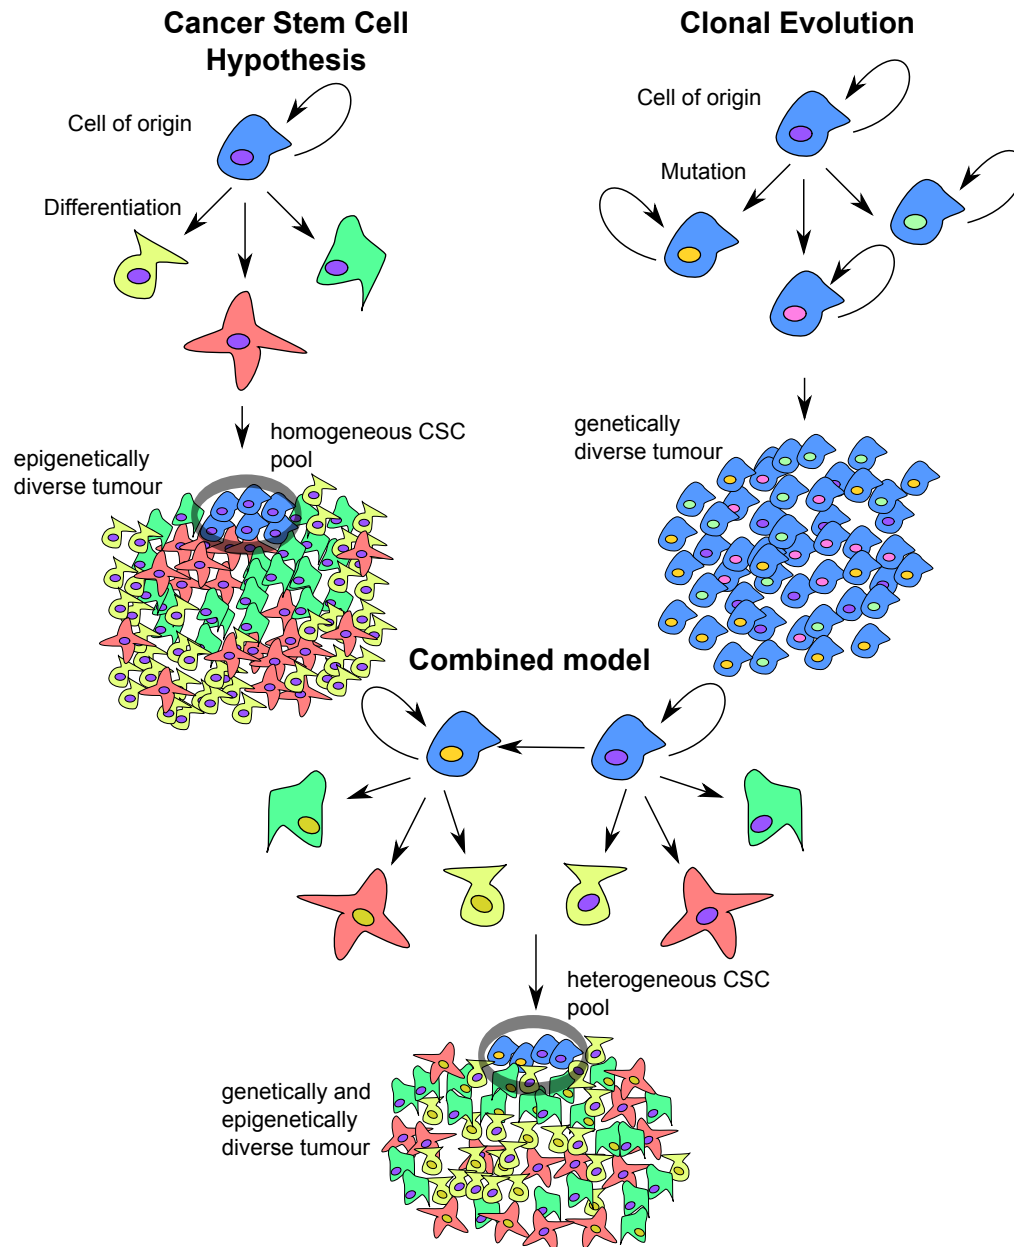 Cancer Stem Cell
Hypothesis
Cell of origin
Differentiation
homogeneous CSC
pool
epigenetically
diverse tumour
Clonal Evolution
Cell of origin
Mutation
genetically
diverse tumour
Combined model
heterogeneous CSC
pool
genetically and
epigenetically
diverse tumour